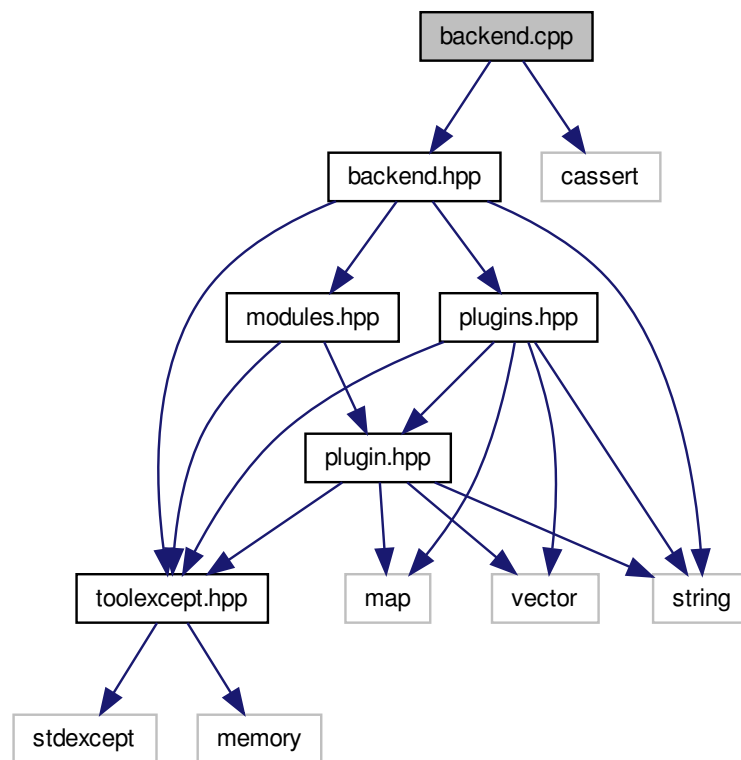 backend.cpp
backend.hpp
cassert
modules.hpp
plugins.hpp
plugin.hpp
toolexcept.hpp
map
vector
string
stdexcept
memory